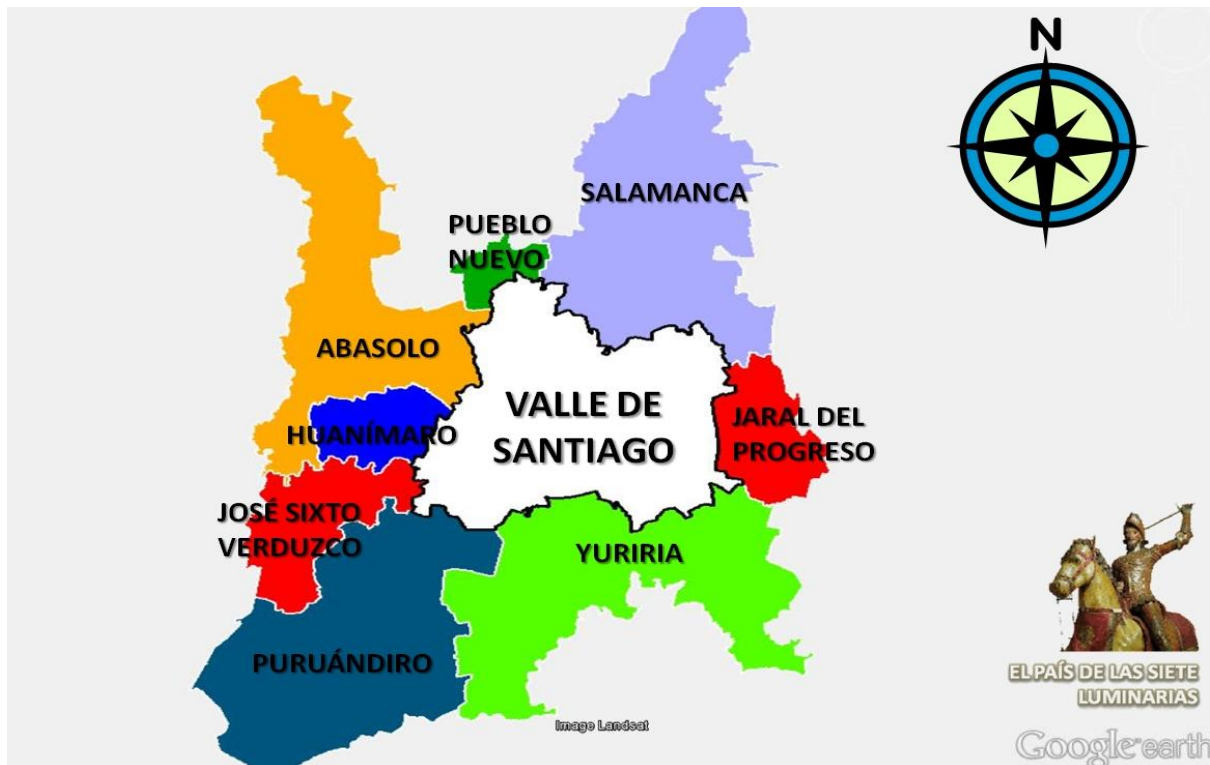 N
SALAMANCA
PUEBLO
NUEVO
ABASOLO
VALLE DE
SANTIAGO
HUANÍMARO
JARAL DEL
PROGRESO
JOSÉ SIXTO
VERDUZCO
YURIRIA
PURUÁNDIRO
EL PAÍS DE LAS SIETE
LUMINARIAS
Image Landsat
Google earth